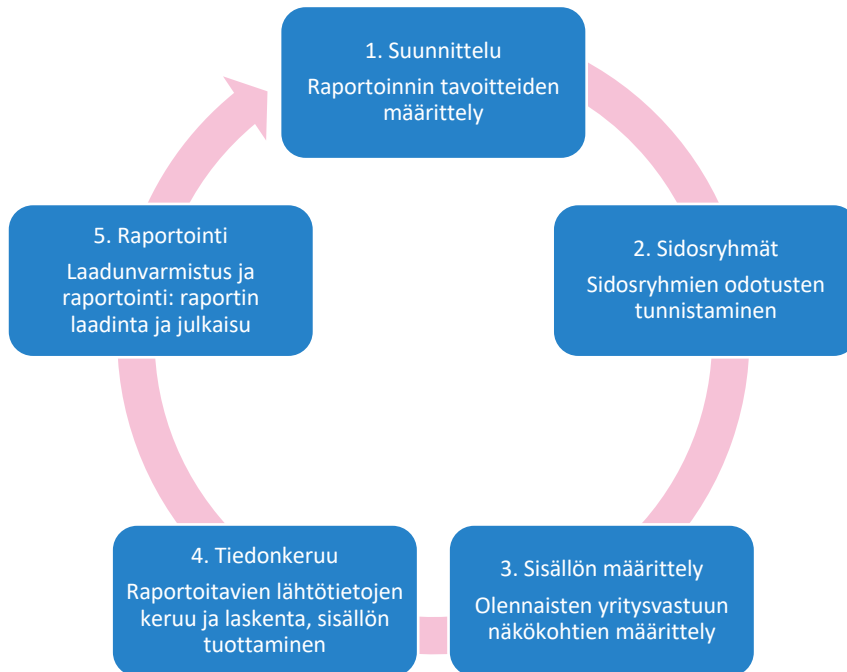 1. Suunnittelu
Raportoinnin tavoitteiden
määrittely
2. Sidosryhmät
Sidosryhmien odotusten
tunnistaminen
3. Sisällön määrittely
Olennaisten yritysvastuun
näkökohtien määrittely
4. Tiedonkeruu
Raportoitavien lähtötietojen
keruu ja laskenta, sisällön
tuottaminen
5. Raportointi
Laadunvarmistus ja
raportointi: raportin
laadinta ja julkaisu